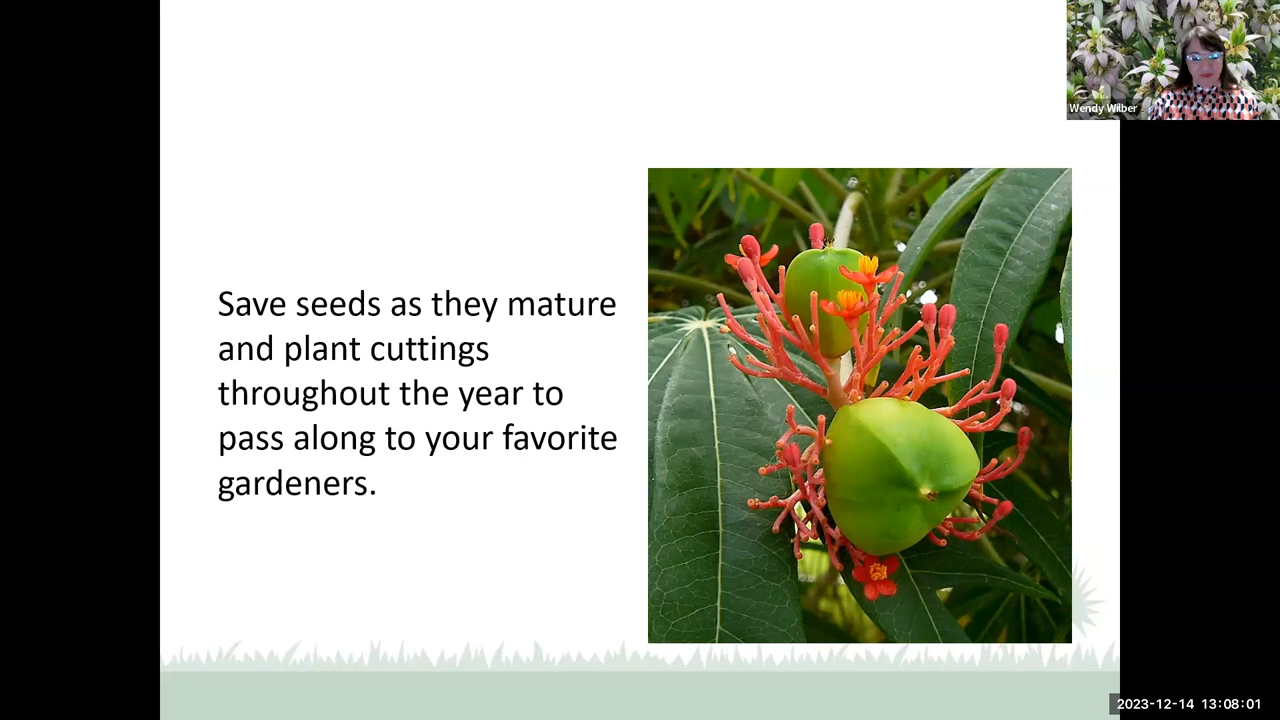 Wendy Wilber
Save seeds as they mature
and plant cuttings
throughout the year to
pass along to your favorite
gardeners.
2023-12-14 13:08:01